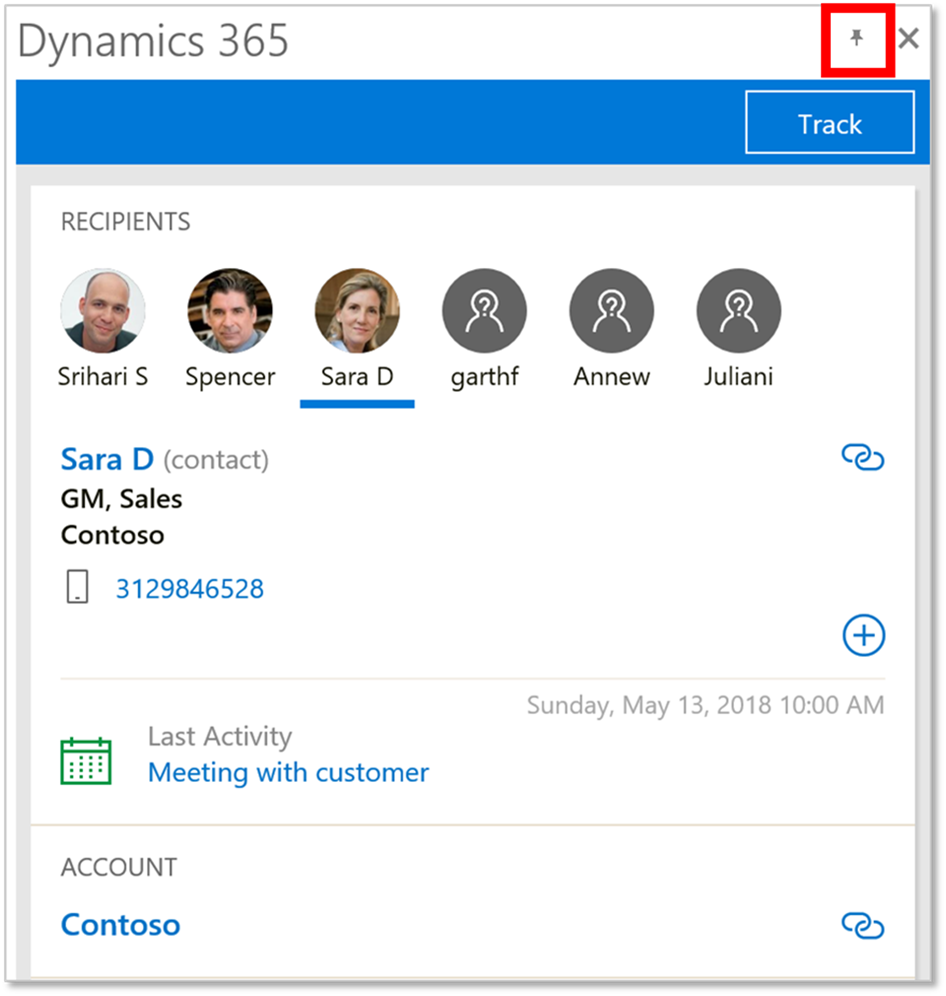 Dynamics 365
Track
RECIPIENTS
Srihari S Spencer Sara D garthf Annew Juliani
Sara D (contact)
GM, Sales
Contoso
3129846528
Sunday, May 13, 2018 10:00 AM
Last Activity
Meeting with customer
ACCOUNT
Contoso